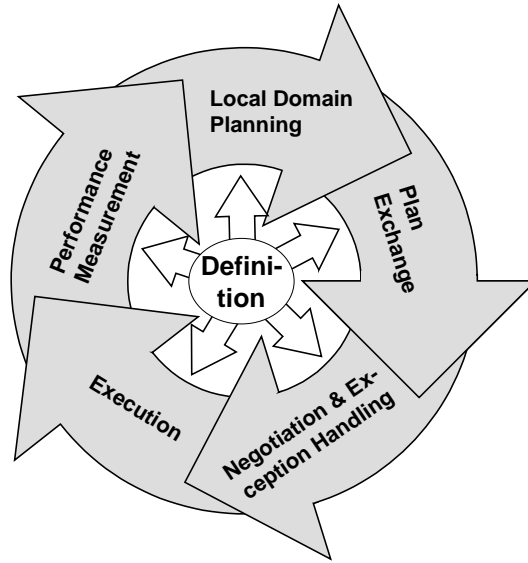 Local Domain
Planning
Plan
Exchange
Negotiation & Ex-
ception Handling
Execution
Performance
Measurement
Defini-
tion